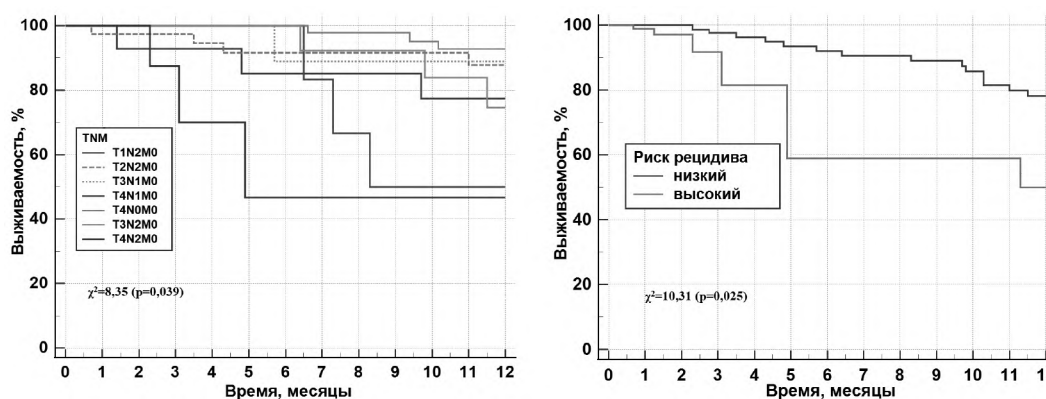 Выживаемость, %
100
80
60
40
20
0
TNM
T1N2M0
T2N2M0
T3N1M0
T4N1M0
T4N0M0
T3N2M0
T4N2M0
χ²=8,35 (p=0,039)
0 1 2 3 4 5 6 7 8 9 10 11 12
Время, месяцы
Выживаемость, %
100
80
60
40
20
0
Риск рецидива
низкий
высокий
χ²=10,31 (p=0,025)
0 1 2 3 4 5 6 7 8 9 10 11 1
Время, месяцы